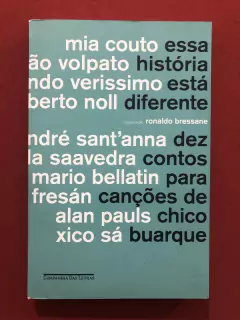 mia couto essa
ão volpato história
ndo verissimo está
berto noll diferente
organização ronaldo bressane
ndré sant'anna dez
la saavedra contos
mario bellatin para
fresán canções de
alan pauls chico
xico sá buarque
Companhia Das Letras